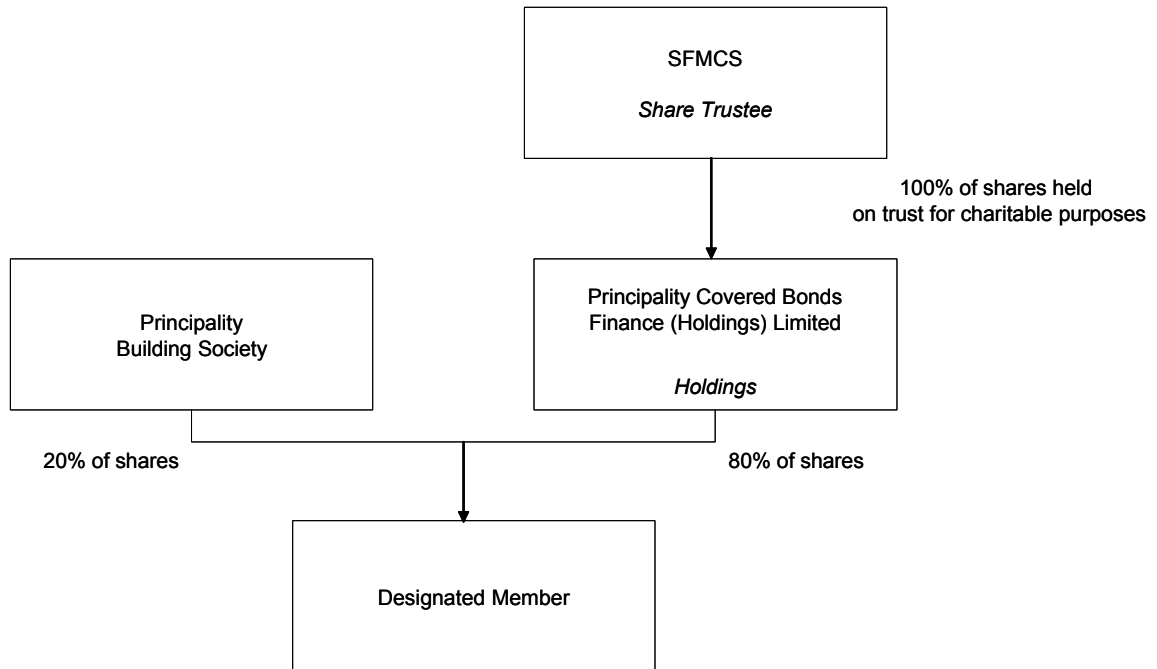 SFMCS
Share Trustee
100% of shares held
on trust for charitable purposes
Principality
Building Society
Principality Covered Bonds
Finance (Holdings) Limited
Holdings
20% of shares
80% of shares
Designated Member